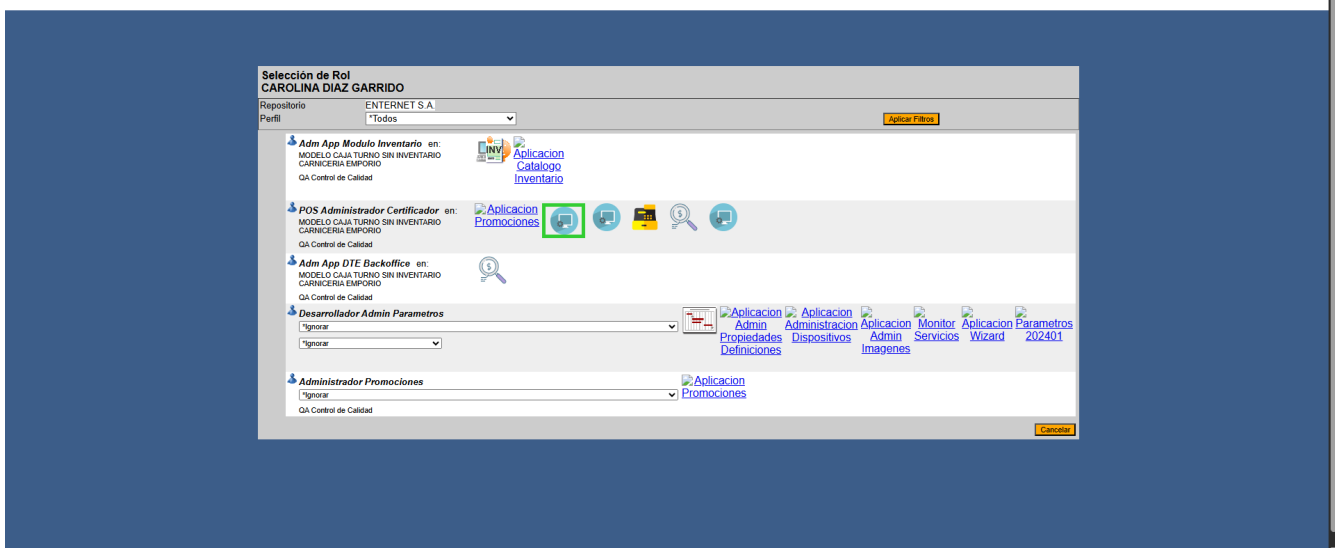 Selección de Rol
CAROLINA DIAZ GARRIDO
Repositorio ENTERNET S.A.
Perfil *Todos Aplicar Filtros
Adm App Modulo Inventario en:
MODELO CAJA TURNO SIN INVENTARIO
CARNICERIA EMPORIO
QA Control de Calidad
INV
Aplicacion
Catalogo
Inventario
POS Administrador Certificador en:
MODELO CAJA TURNO SIN INVENTARIO
CARNICERIA EMPORIO
QA Control de Calidad
Aplicacion
Promociones
Adm App DTE Backoffice en:
MODELO CAJA TURNO SIN INVENTARIO
CARNICERIA EMPORIO
QA Control de Calidad
Desarrollador Admin Parametros
*Ignorar
*Ignorar
Aplicacion
Admin
Propiedades
Definiciones
Aplicacion
Administracion
Dispositivos
Aplicacion
Admin
Imagenes
Monitor
Servicios
Aplicacion
Wizard
Parametros
202401
Administrador Promociones
*Ignorar
QA Control de Calidad
Aplicacion
Promociones
Cancelar